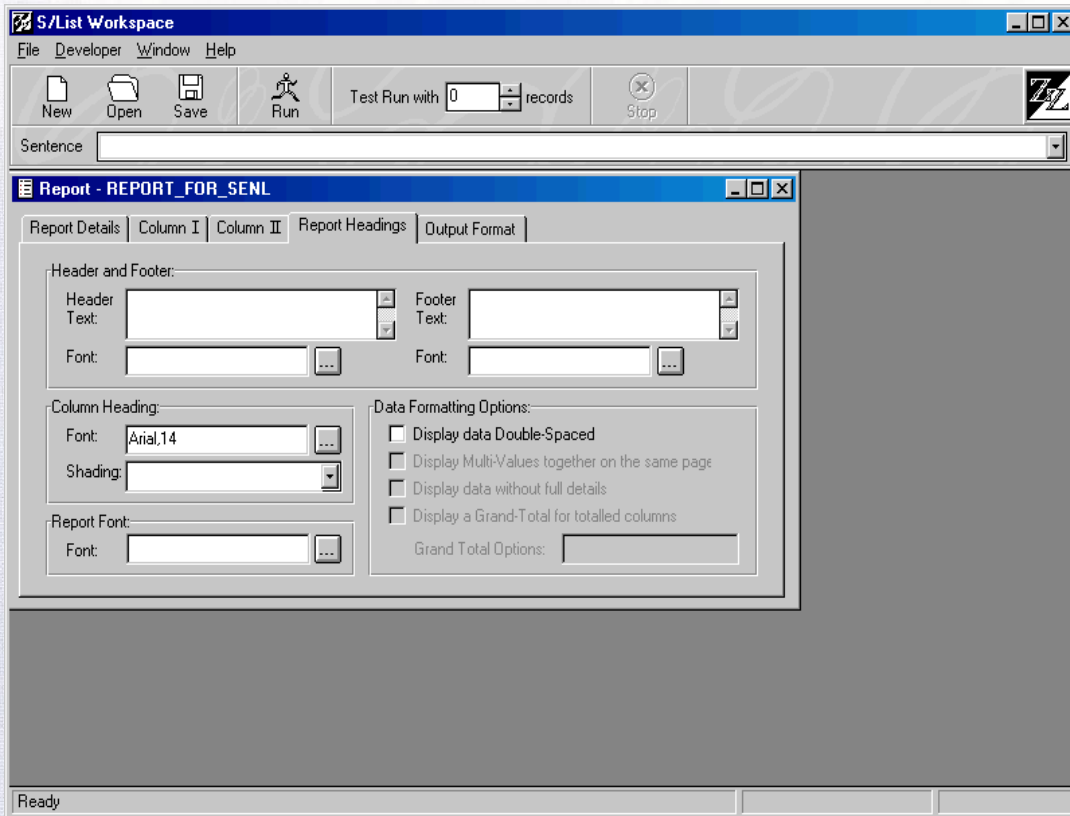 S/List Workspace
File Developer Window Help
New Open Save Run Test Run with 0 records Stop
Sentence
Report - REPORT_FOR_SENL
Report Details Column I Column II Report Headings Output Format
Header and Footer:
Header Text:
Footer Text:
Font:
Font:
Column Heading:
Font: Arial,14
Shading:
Report Font:
Font:
Data Formatting Options:
Display data Double-Spaced
Display Multi-Values together on the same page
Display data without full details
Display a Grand-Total for totalled columns
Grand Total Options:
Ready